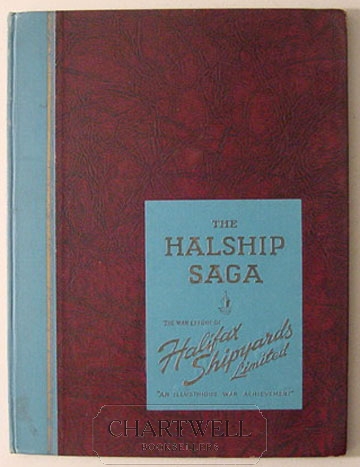 THE
HALSHIP
SAGA
THE WAR EFFORT OF
Halifax
Shipyards
Limited
"AN ILLUSTRIOUS WAR ACHIEVEMENT"
CHARTWELL
BOOKSELLERS